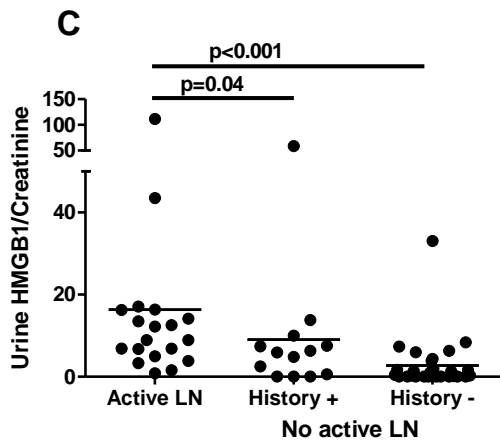 C
p<0.001
p=0.04
Urine HMGB1/Creatinine
150
100
50
40
20
0
Active LN History + History -
No active LN